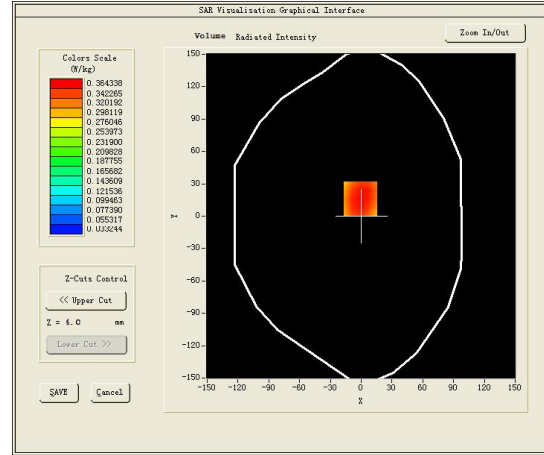 SAR Visualisation Graphical Interface
Volume Radiated Intensity
Zoom In/Out
Colors Scale
(W/kg)
0.364338
0.342265
0.320192
0.298119
0.276046
0.253973
0.231900
0.209828
0.187755
0.165682
0.143609
0.121536
0.099463
0.077390
0.055317
0.033244
Z-Cuts Control
<< Upper Cut
Z = 4.0 mm
Lower Cut >>
SAVE
Cancel
150
120
90
60
30
0
-30
-60
-90
-120
-150
Y
-150 -120 -90 -60 -30 0 30 60 90 120 150
X